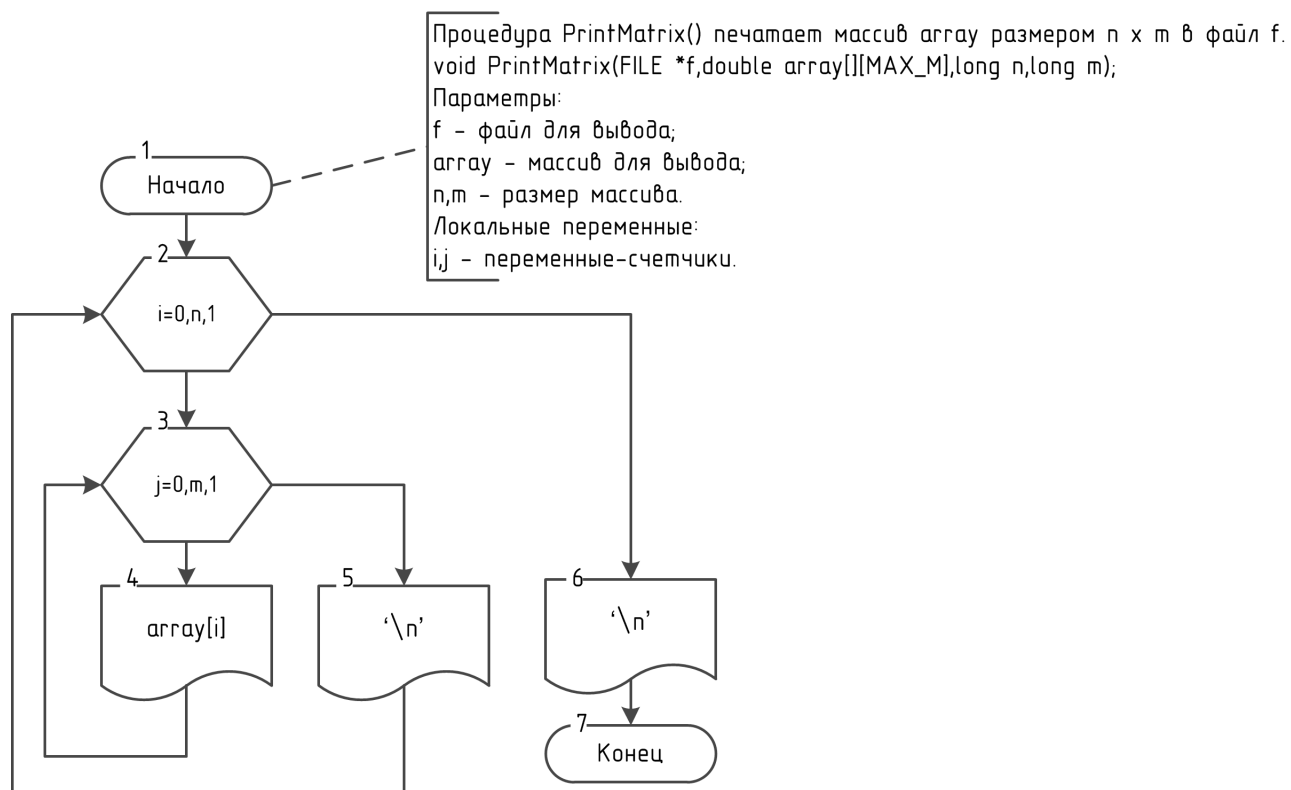 Процедура PrintMatrix() печатает массив array размером n x m в файл f.
void PrintMatrix(FILE *f,double array[][MAX_M],long n,long m);
Параметры:
f – файл для вывода;
array – массив для вывода;
n,m – размер массива.
Локальные переменные:
i,j – переменные-счетчики.
1
Начало
2
i=0,n,1
3
j=0,m,1
4
array[i]
5
‘\n’
6
‘\n’
7
Конец